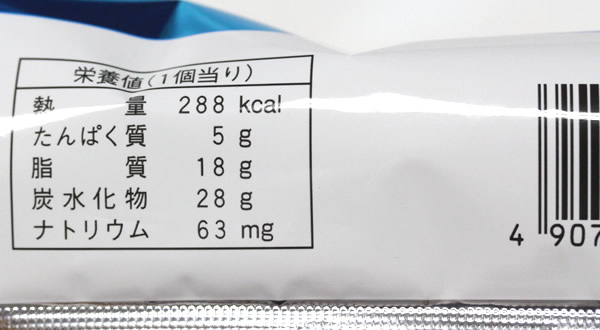 栄養値(1個当り)
熱量 288 kcal
たんぱく質 5 g
脂質 18 g
炭水化物 28 g
ナトリウム 63 mg
4 907